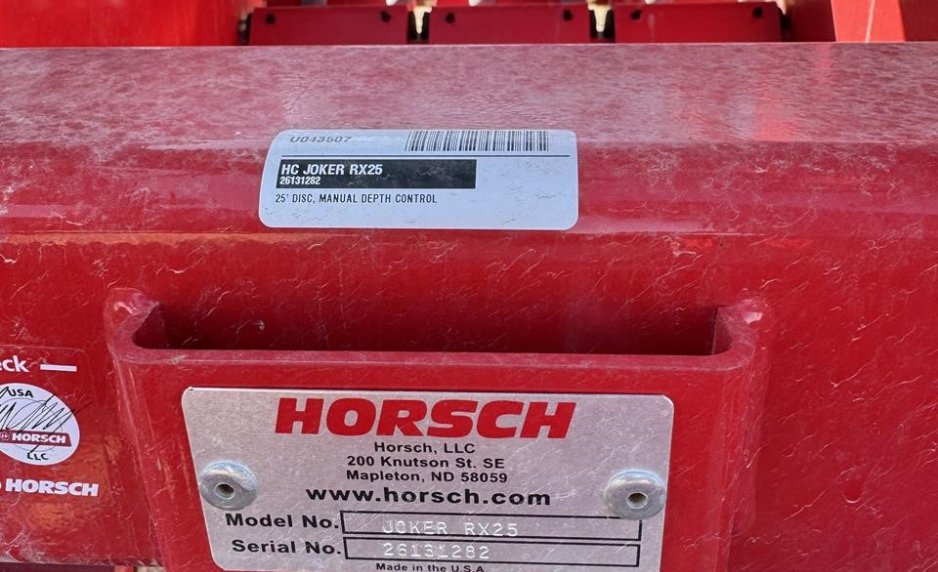 U043507
HC JOKER RX25
26131282
25' DISC, MANUAL DEPTH CONTROL
eck
USA
HORSCH
LLC
HORSCH
HORSCH
Horsch, LLC
200 Knutson St. SE
Mapleton, ND 58059
www.horsch.com
Model No. JOKER RX25
Serial No. 26131282
Made in the U.S.A.